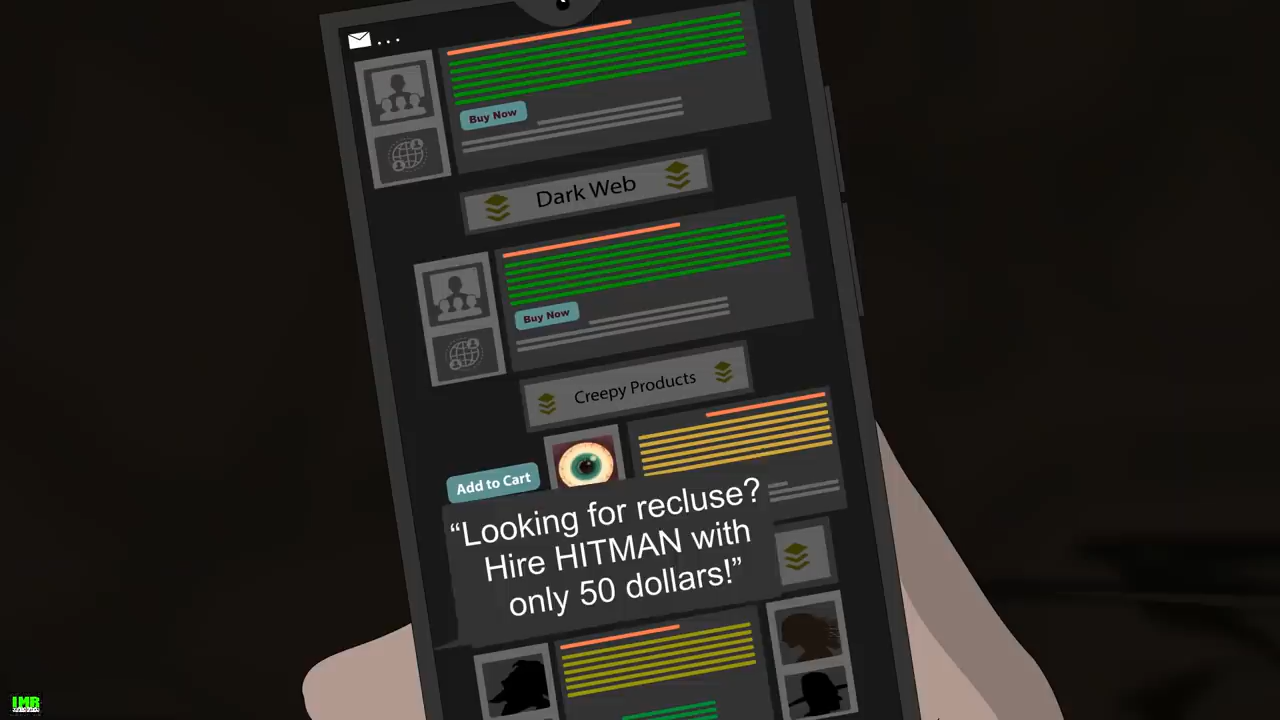 Buy Now
Dark Web
Buy Now
Creepy Products
Add to Cart
“Looking for recluse?
Hire HITMAN with
only 50 dollars!”
IMR